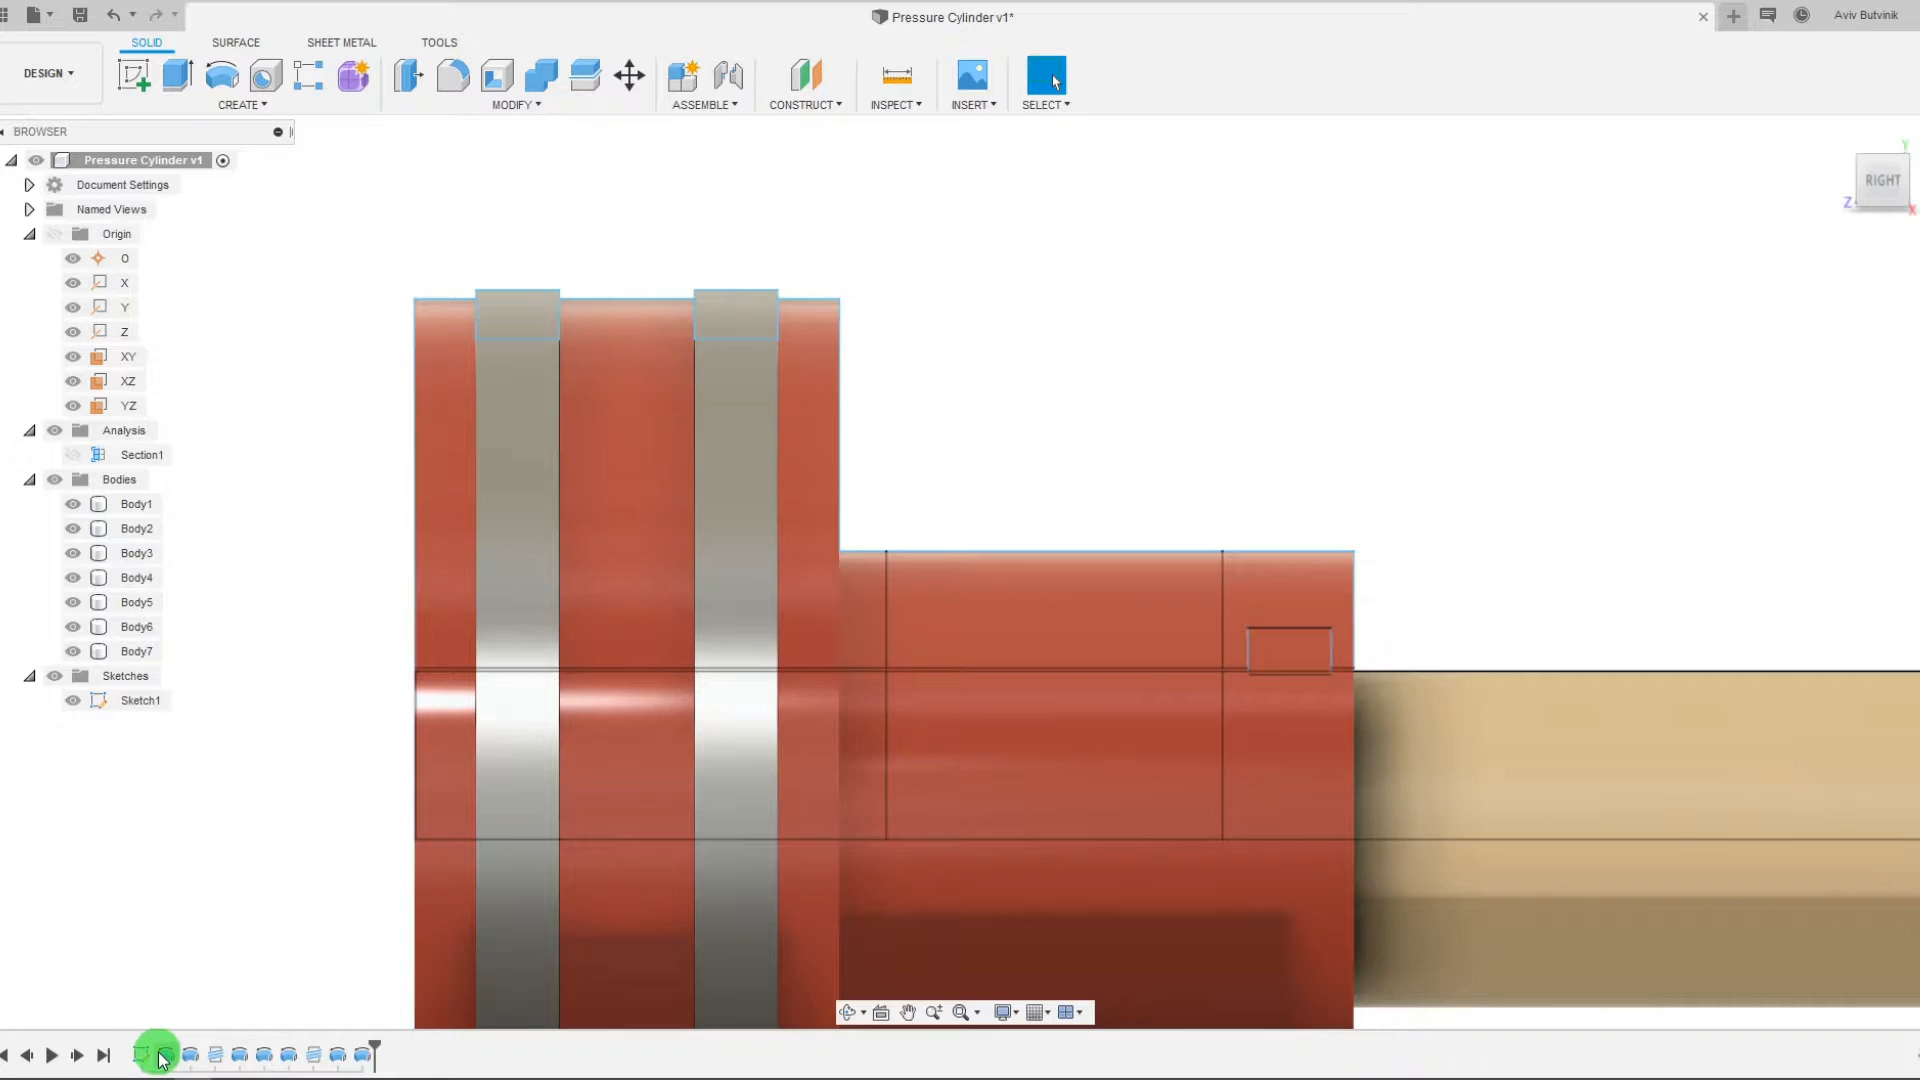 Pressure Cylinder v1*
Aviv Butvinik
SOLID
SURFACE
SHEET METAL
TOOLS
DESIGN
CREATE
MODIFY
ASSEMBLE
CONSTRUCT
INSPECT
INSERT
SELECT
BROWSER
Pressure Cylinder v1
Document Settings
Named Views
Origin
O
X
Y
Z
XY
XZ
YZ
Analysis
Section1
Bodies
Body1
Body2
Body3
Body4
Body5
Body6
Body7
Sketches
Sketch1
Y
RIGHT
Z
X